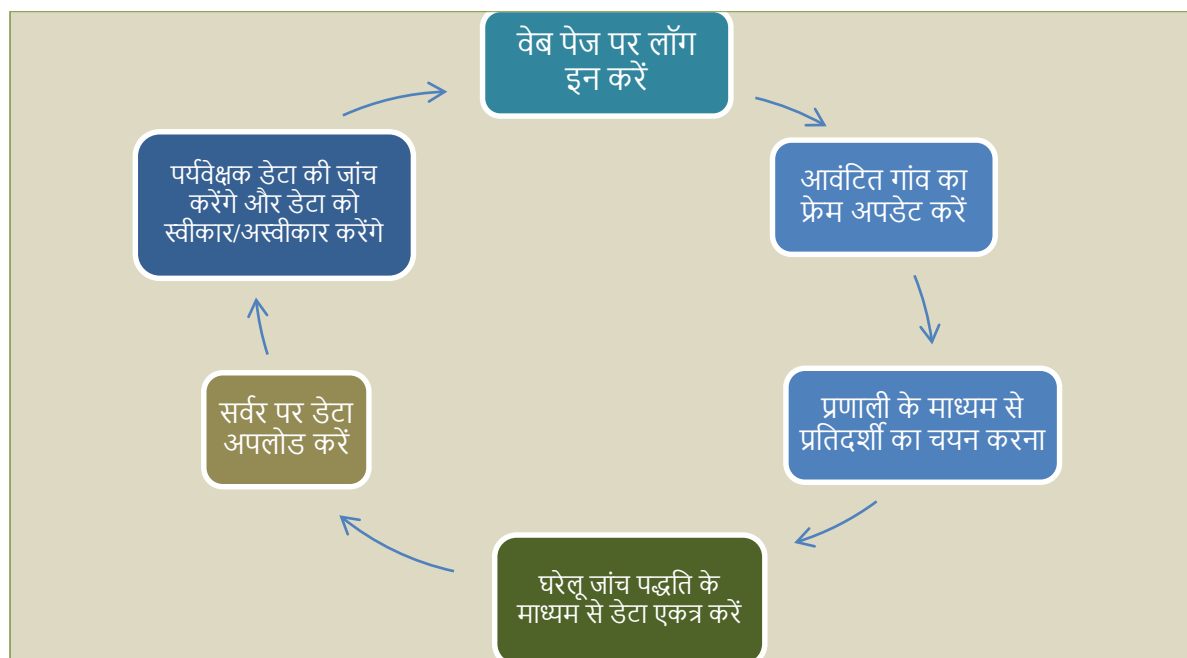 वेब पेज पर लॉग
इन करें
आवंटित गांव का
फ्रेम अपडेट करें
प्रणाली के माध्यम से
प्रतिदर्शी का चयन करना
घरेलू जांच पद्धति के
माध्यम से डेटा एकत्र करें
सर्वर पर डेटा
अपलोड करें
पर्यवेक्षक डेटा की जांच
करेंगे और डेटा को
स्वीकार/अस्वीकार करेंगे